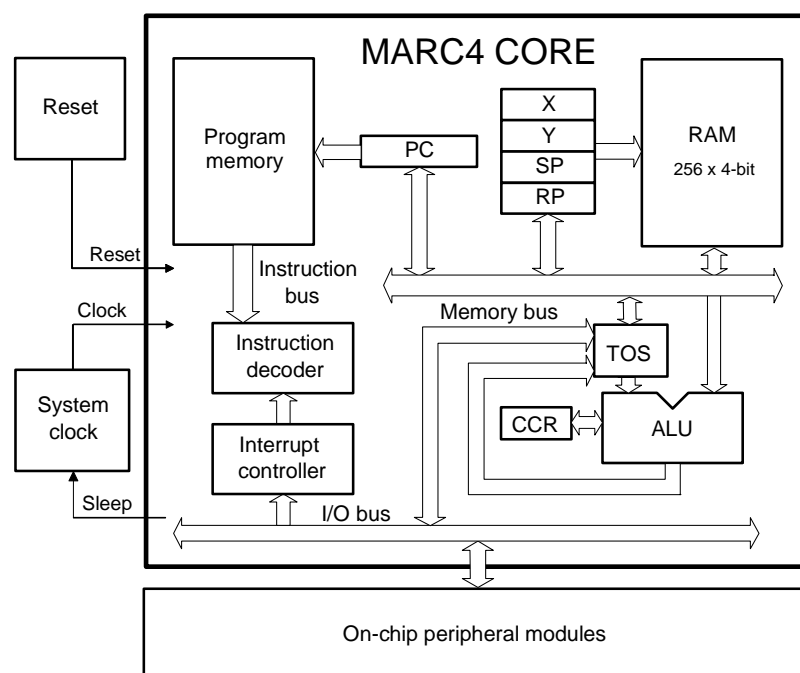 MARC4 CORE
Reset
Program
memory
PC
X
Y
SP
RP
RAM
256 x 4-bit
Reset
Instruction
bus
Clock
Memory bus
Instruction
decoder
TOS
System
clock
CCR
ALU
Interrupt
controller
Sleep
I/O bus
On-chip peripheral modules